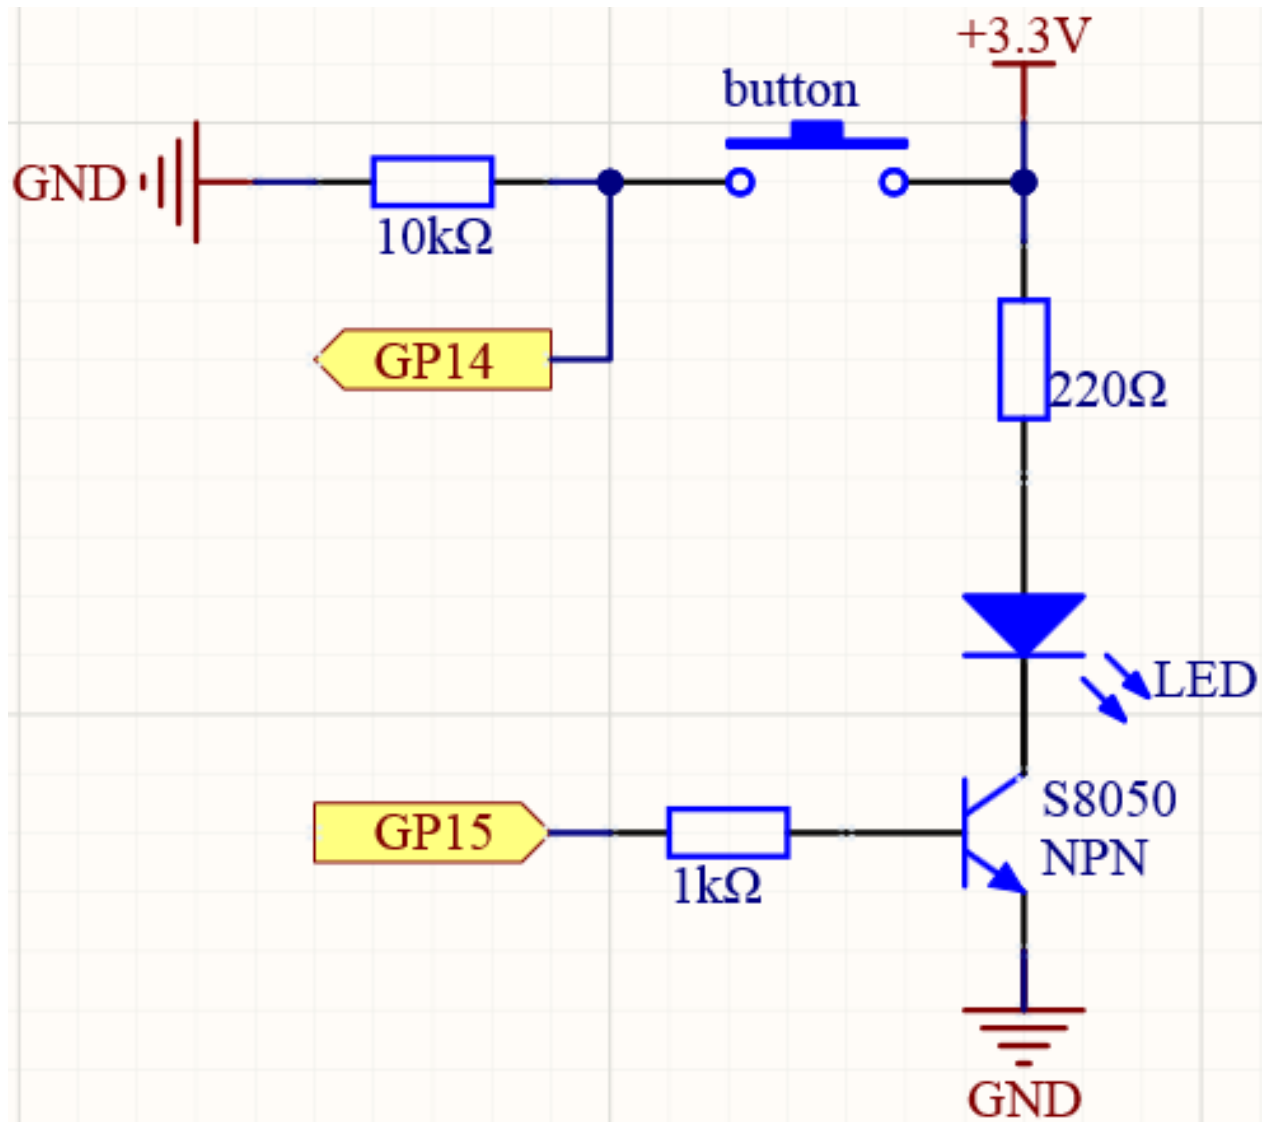 +3.3V
button
GND
10kΩ
GP14
220Ω
LED
S8050
NPN
GP15
1kΩ
GND